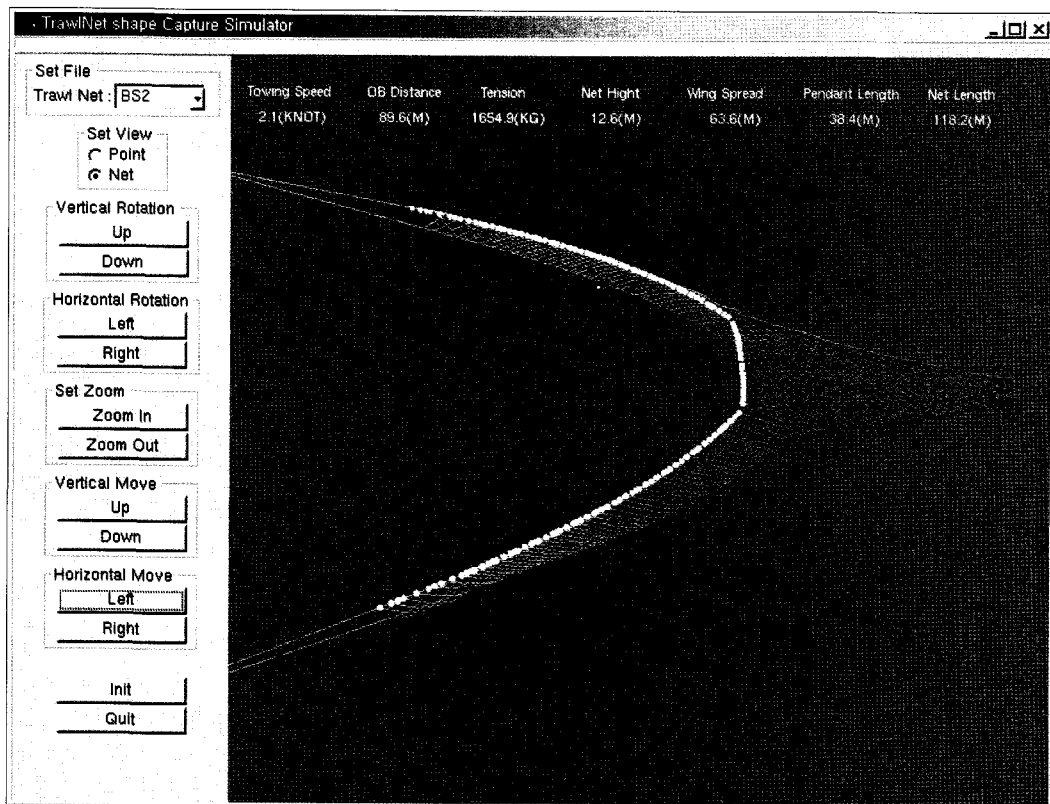 TrawlNet shape Capture Simulator
Set File
Trawl Net : BS2
Set View
Point
Net
Vertical Rotation
Up
Down
Horizontal Rotation
Left
Right
Set Zoom
Zoom In
Zoom Out
Vertical Move
Up
Down
Horizontal Move
Left
Right
Init
Quit
Towing Speed OB Distance Tension Net Hight Wing Spread Pendant Length Net Length
2.1(KNOT) 89.6(M) 1654.9(KG) 12.6(M) 63.6(M) 38.4(M) 118.2(M)